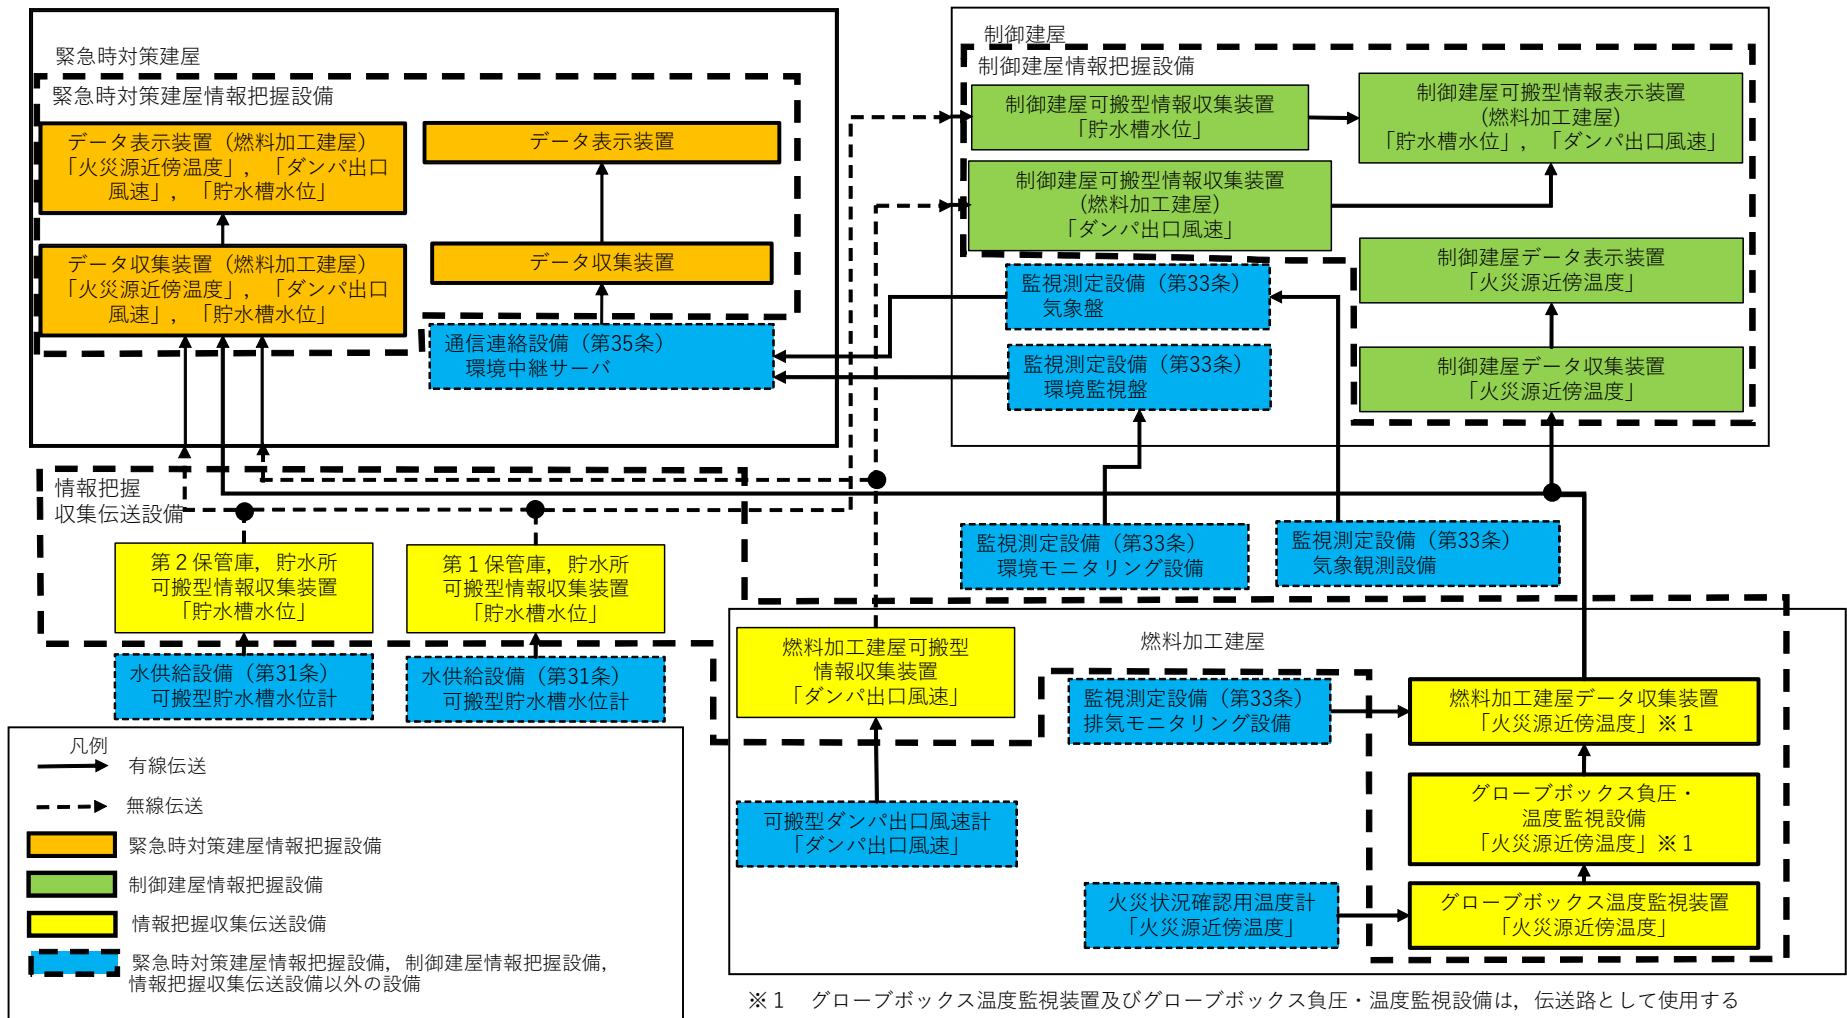 緊急時対策建屋
緊急時対策建屋情報把握設備
データ表示装置（燃料加工建屋）
「火災源近傍温度」，「ダンパ出口
風速」，「貯水槽水位」
データ表示装置
データ収集装置（燃料加工建屋）
「火災源近傍温度」，「ダンパ出口
風速」，「貯水槽水位」
データ収集装置
通信連絡設備（第35条）
環境中継サーバ
制御建屋
制御建屋情報把握設備
制御建屋可搬型情報収集装置
「貯水槽水位」
制御建屋可搬型情報表示装置
(燃料加工建屋)
「貯水槽水位」，「ダンパ出口風速」
制御建屋可搬型情報収集装置
(燃料加工建屋)
「ダンパ出口風速」
制御建屋データ表示装置
「火災源近傍温度」
監視測定設備（第33条）
気象盤
監視測定設備（第33条）
環境監視盤
制御建屋データ収集装置
「火災源近傍温度」
情報把握
収集伝送設備
第２保管庫，貯水所
可搬型情報収集装置
「貯水槽水位」
第１保管庫，貯水所
可搬型情報収集装置
「貯水槽水位」
監視測定設備（第33条）
環境モニタリング設備
監視測定設備（第33条）
気象観測設備
水供給設備（第31条）
可搬型貯水槽水位計
水供給設備（第31条）
可搬型貯水槽水位計
燃料加工建屋
燃料加工建屋可搬型
情報収集装置
「ダンパ出口風速」
監視測定設備（第33条）
排気モニタリング設備
燃料加工建屋データ収集装置
「火災源近傍温度」※１
可搬型ダンパ出口風速計
「ダンパ出口風速」
グローブボックス負圧・
温度監視設備
「火災源近傍温度」※１
火災状況確認用温度計
「火災源近傍温度」
グローブボックス温度監視装置
「火災源近傍温度」
凡例
有線伝送
無線伝送
緊急時対策建屋情報把握設備
制御建屋情報把握設備
情報把握収集伝送設備
緊急時対策建屋情報把握設備，制御建屋情報把握設備，
情報把握収集伝送設備以外の設備
※１　グローブボックス温度監視装置及びグローブボックス負圧・温度監視設備は，伝送路として使用する